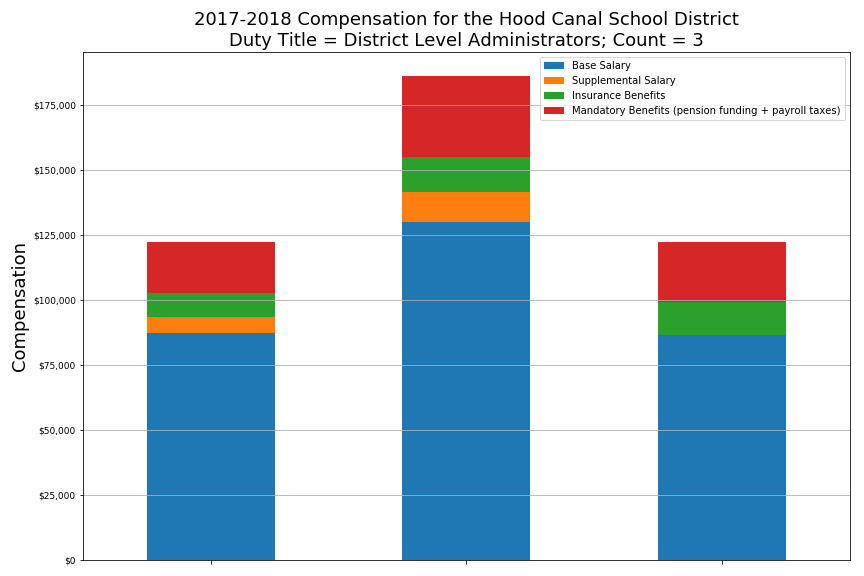 2017-2018 Compensation for the Hood Canal School District
Duty Title = District Level Administrators; Count = 3
Base Salary
Supplemental Salary
Insurance Benefits
Mandatory Benefits (pension funding + payroll taxes)
Compensation
$175,000
$150,000
$125,000
$100,000
$75,000
$50,000
$25,000
$0